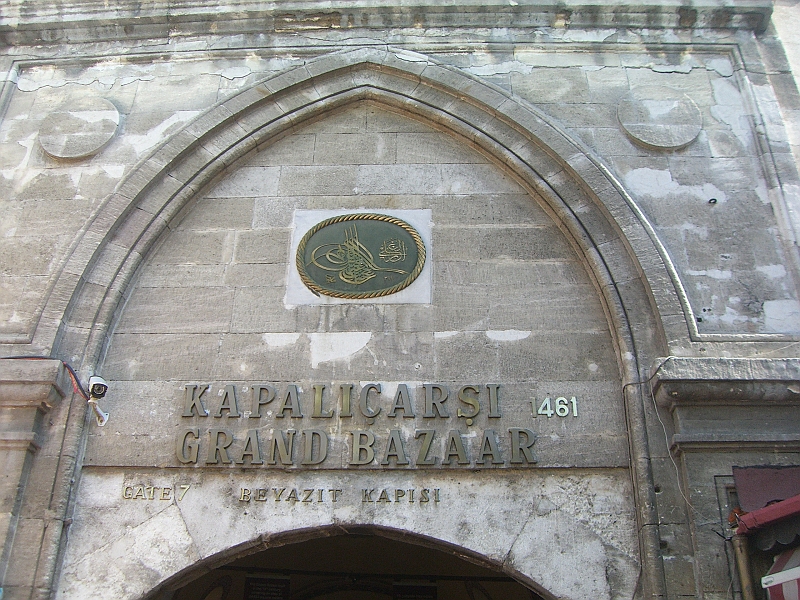 KAPALIÇARŞI 1461
GRAND BAZAAR
GATE 7 BEYAZIT KAPISI